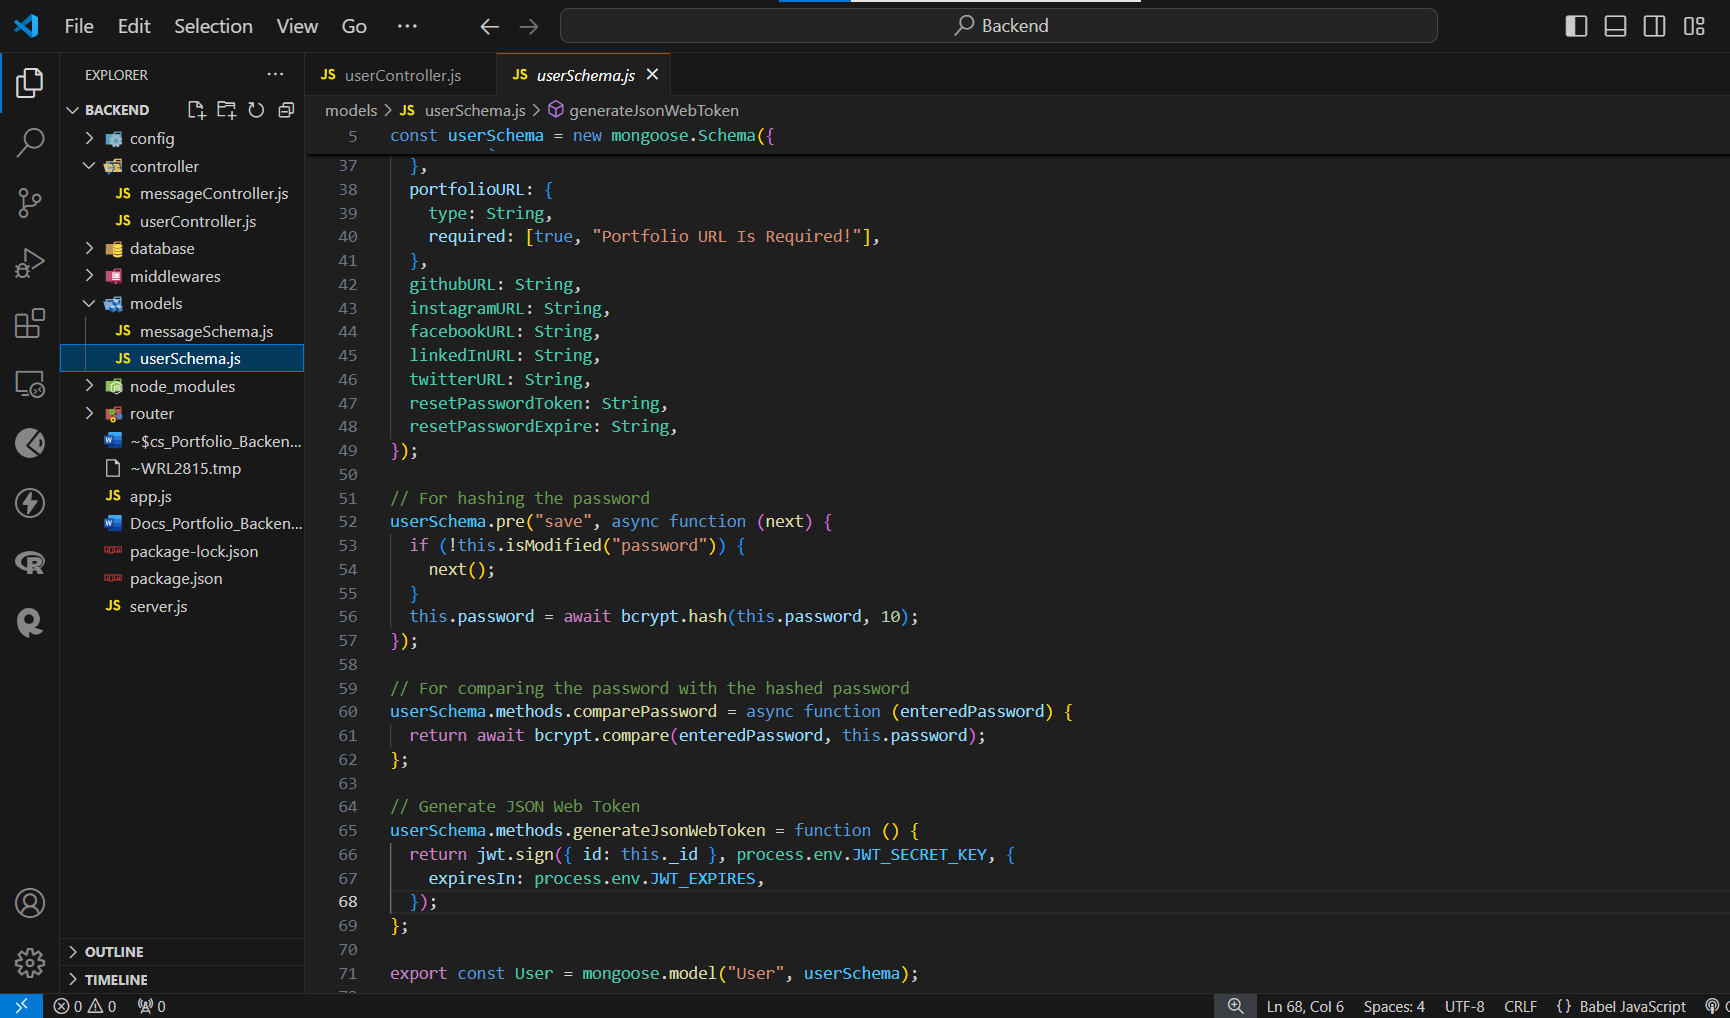 File Edit Selection View Go ··· Backend
EXPLORER ···
BACKEND
config
controller
JS messageController.js
JS userController.js
database
middlewares
models
JS messageSchema.js
JS userSchema.js
node_modules
router
~$cs_Portfolio_Backen...
~WRL2815.tmp
JS app.js
Docs_Portfolio_Backen...
package-lock.json
package.json
JS server.js
OUTLINE
TIMELINE
JS userController.js JS userSchema.js
models > JS userSchema.js > generateJsonWebToken
5 const userSchema = new mongoose.Schema({
37 },
38 portfolioURL: {
39 type: String,
40 required: [true, "Portfolio URL Is Required!"],
41 },
42 githubURL: String,
43 instagramURL: String,
44 facebookURL: String,
45 linkedInURL: String,
46 twitterURL: String,
47 resetPasswordToken: String,
48 resetPasswordExpire: String,
49 });
50
51 // For hashing the password
52 userSchema.pre("save", async function (next) {
53 if (!this.isModified("password")) {
54 next();
55 }
56 this.password = await bcrypt.hash(this.password, 10);
57 });
58
59 // For comparing the password with the hashed password
60 userSchema.methods.comparePassword = async function (enteredPassword) {
61 return await bcrypt.compare(enteredPassword, this.password);
62 };
63
64 // Generate JSON Web Token
65 userSchema.methods.generateJsonWebToken = function () {
66 return jwt.sign({ id: this._id }, process.env.JWT_SECRET_KEY, {
67 expiresIn: process.env.JWT_EXPIRES,
68 });
69 };
70
71 export const User = mongoose.model("User", userSchema);
0 0 0 Ln 68, Col 6 Spaces: 4 UTF-8 CRLF {} Babel JavaScript